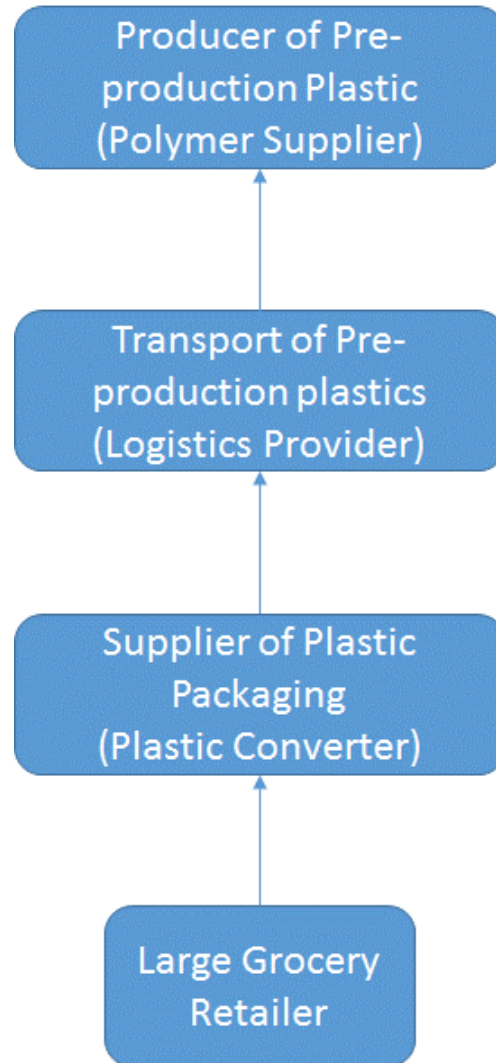 Producer of Pre-
production Plastic
(Polymer Supplier)
Transport of Pre-
production plastics
(Logistics Provider)
Supplier of Plastic
Packaging
(Plastic Converter)
Large Grocery
Retailer